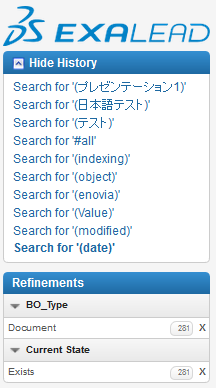 3DS EXALEAD
Hide History
Search for '(プレゼンテーション1)'
Search for '(日本語テスト)'
Search for '(テスト)'
Search for '#all'
Search for '(indexing)'
Search for '(object)'
Search for '(enovia)'
Search for '(Value)'
Search for '(modified)'
Search for '(date)'
Refinements
BO_Type
Document 281 X
Current State
Exists 281 X